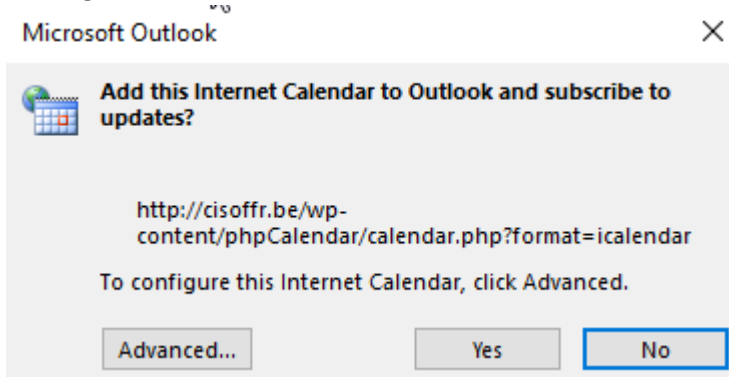 Microsoft Outlook
Add this Internet Calendar to Outlook and subscribe to
updates?
http://cisoffr.be/wp-
content/phpCalendar/calendar.php?format=icalendar
To configure this Internet Calendar, click Advanced.
Advanced... Yes No